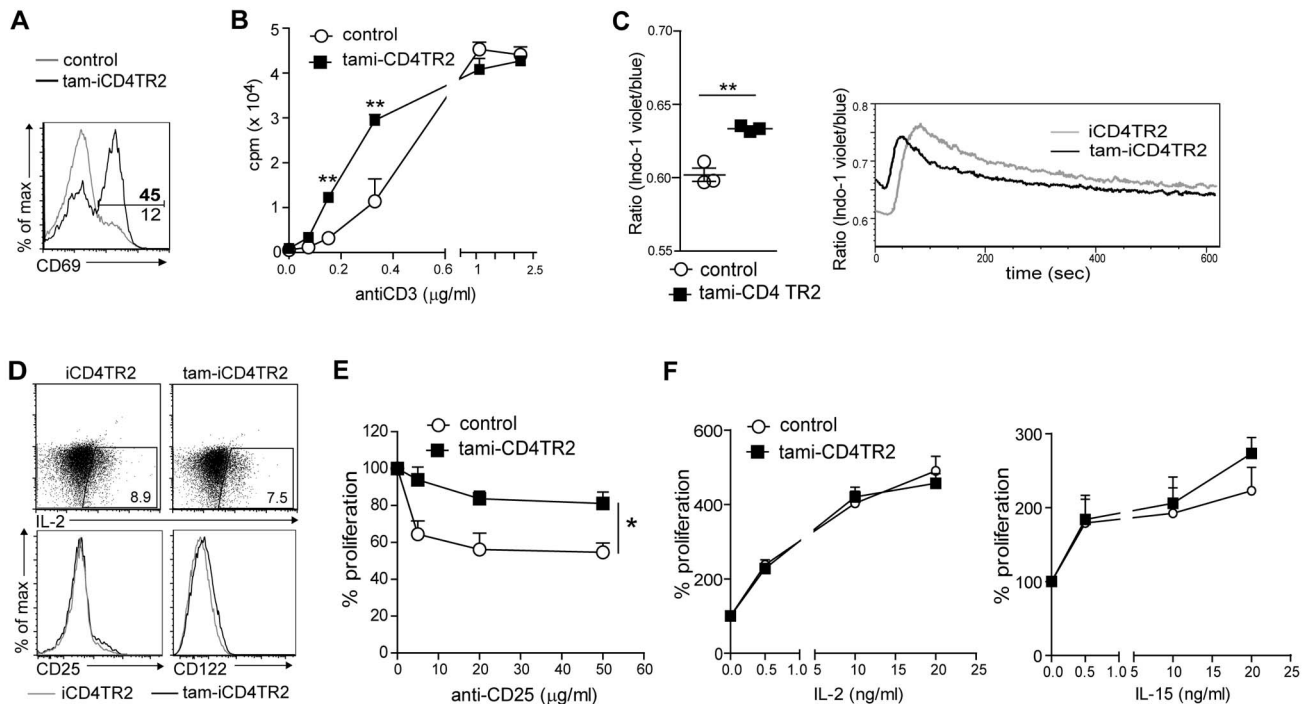 A
control
tam-iCD4TR2
% of max
45
12
CD69
B
control
tami-CD4TR2
cpm (x 10⁴)
5
4
3
2
1
0
**
**
0.0 0.2 0.4 0.6 1 2.5
antiCD3 (μg/ml)
C
Ratio (Indo-1 violet/blue)
0.70
0.65
0.60
0.55
**
control
tami-CD4 TR2
Ratio (Indo-1 violet/blue)
0.8
0.7
0.6
iCD4TR2
tam-iCD4TR2
0 200 400 600
time (sec)
D
iCD4TR2 tam-iCD4TR2
8.9 7.5
IL-2
% of max
CD25 CD122
iCD4TR2 tam-iCD4TR2
E
control
tami-CD4TR2
% proliferation
120
100
80
60
40
20
0
*
0 10 20 30 40 50 60
anti-CD25 (μg/ml)
F
control
tami-CD4TR2
% proliferation
600
400
200
0
0.0 0.5 1.0 5 10 15 20 25
IL-2 (ng/ml)
% proliferation
300
200
100
0
0.0 0.5 1.0 5 10 15 20 25
IL-15 (ng/ml)